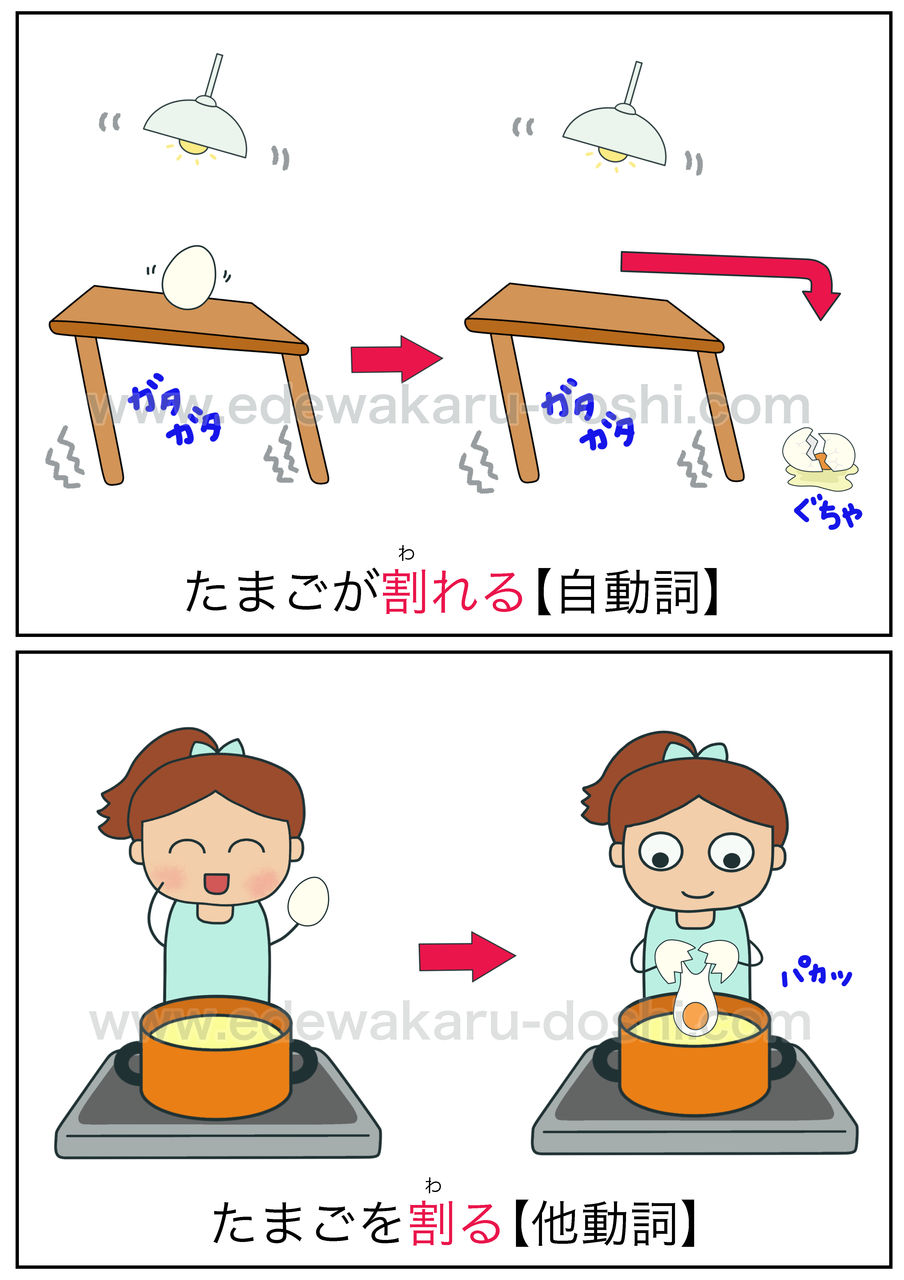 ガタ
ガタ
ガタ
ガタ
www.edewakaru-doshi.com
ぐちゃ
わ
たまごが割れる【自動詞】
パカッ
www.edewakaru-doshi.com
わ
たまごを割る【他動詞】